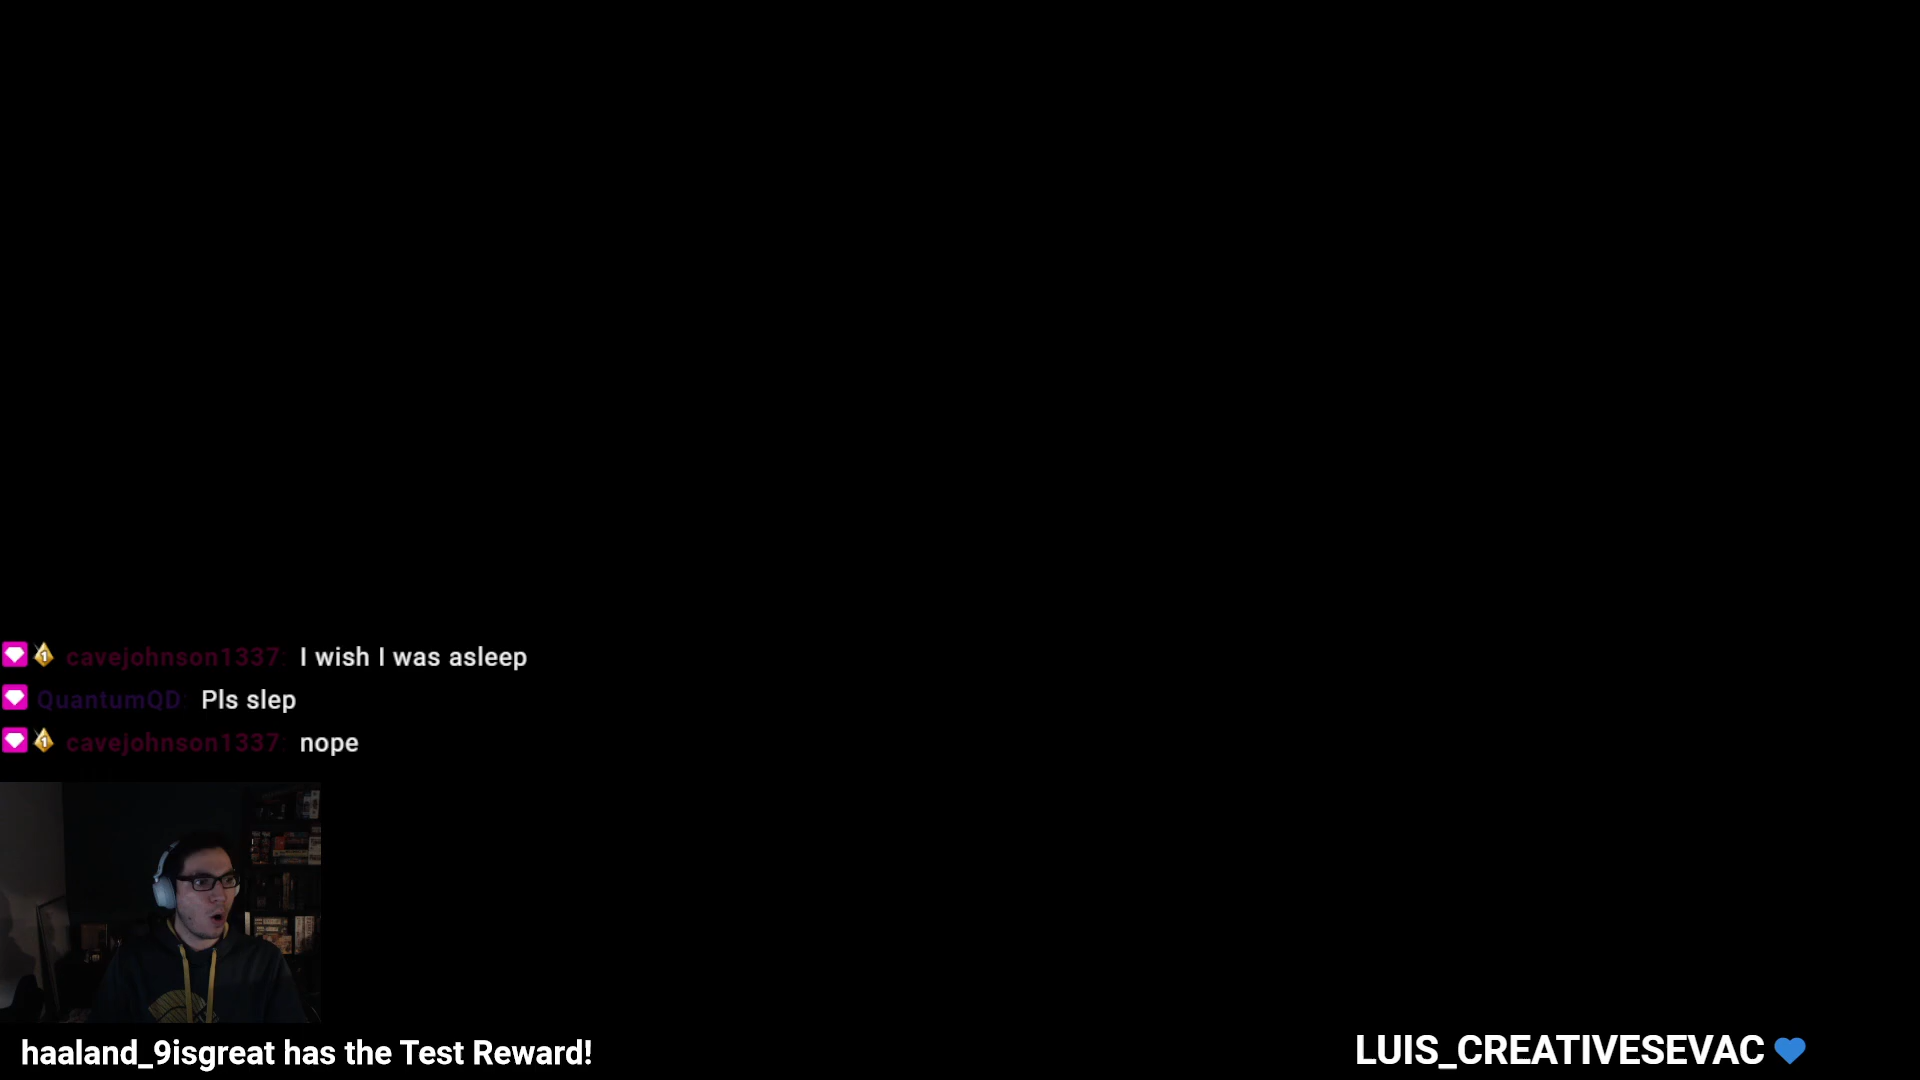 cavejohnson1337: I wish I was asleep
QuantumQD: Pls slep
cavejohnson1337: nope
haaland_9isgreat has the Test Reward!
LUIS_CREATIVESEVAC 💙